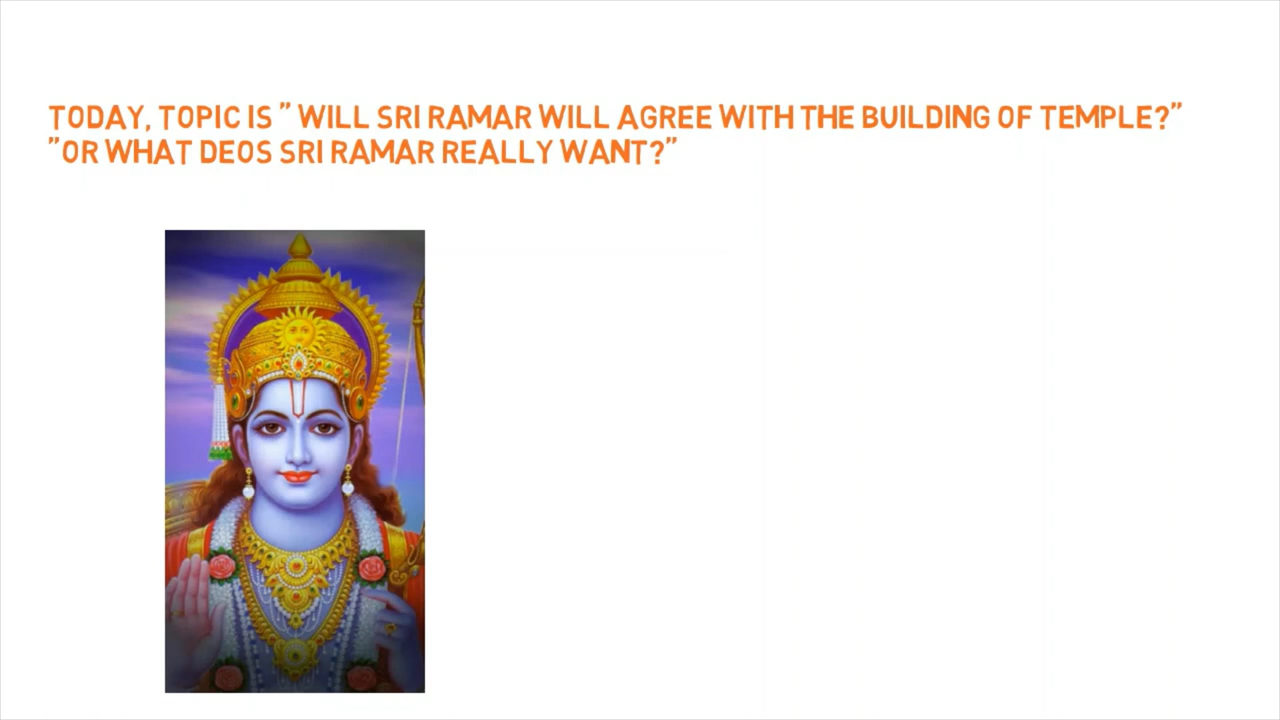 TODAY, TOPIC IS " WILL SRI RAMAR WILL AGREE WITH THE BUILDING OF TEMPLE?"
"OR WHAT DEOS SRI RAMAR REALLY WANT?"